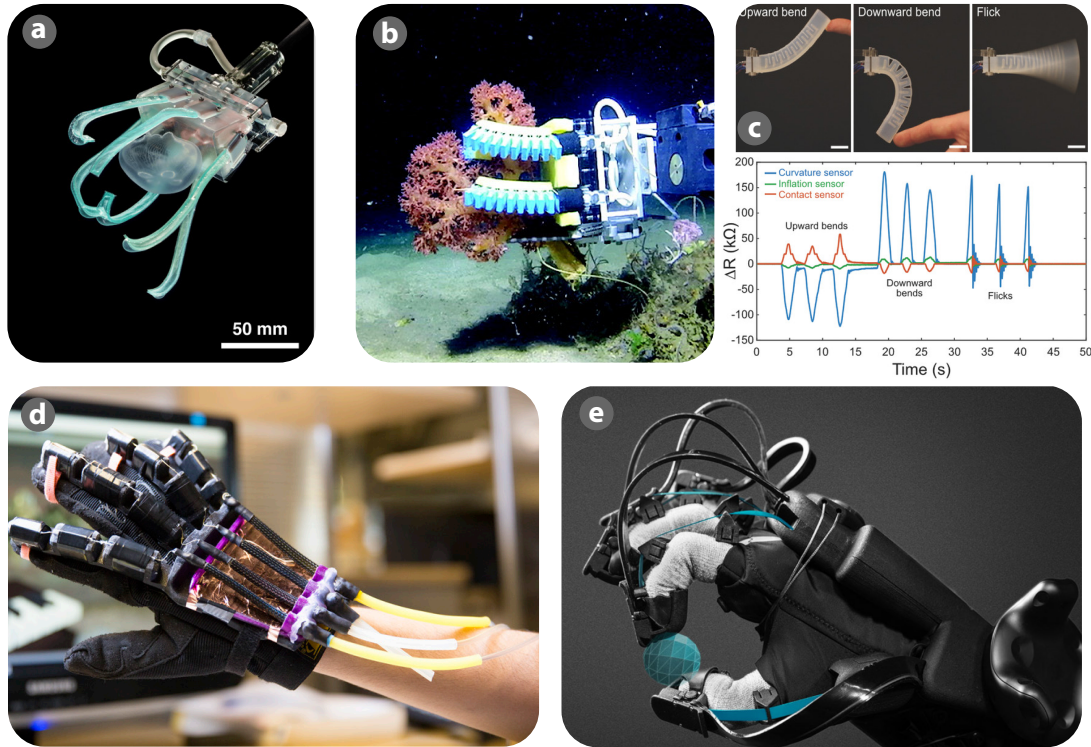 a
50 mm
b
Upward bend
Downward bend
Flick
c
200
150
100
50
0
-50
-100
-150
ΔR (kΩ)
Curvature sensor
Inflation sensor
Contact sensor
Upward bends
Downward
bends
Flicks
0 5 10 15 20 25 30 35 40 45 50
Time (s)
d
e